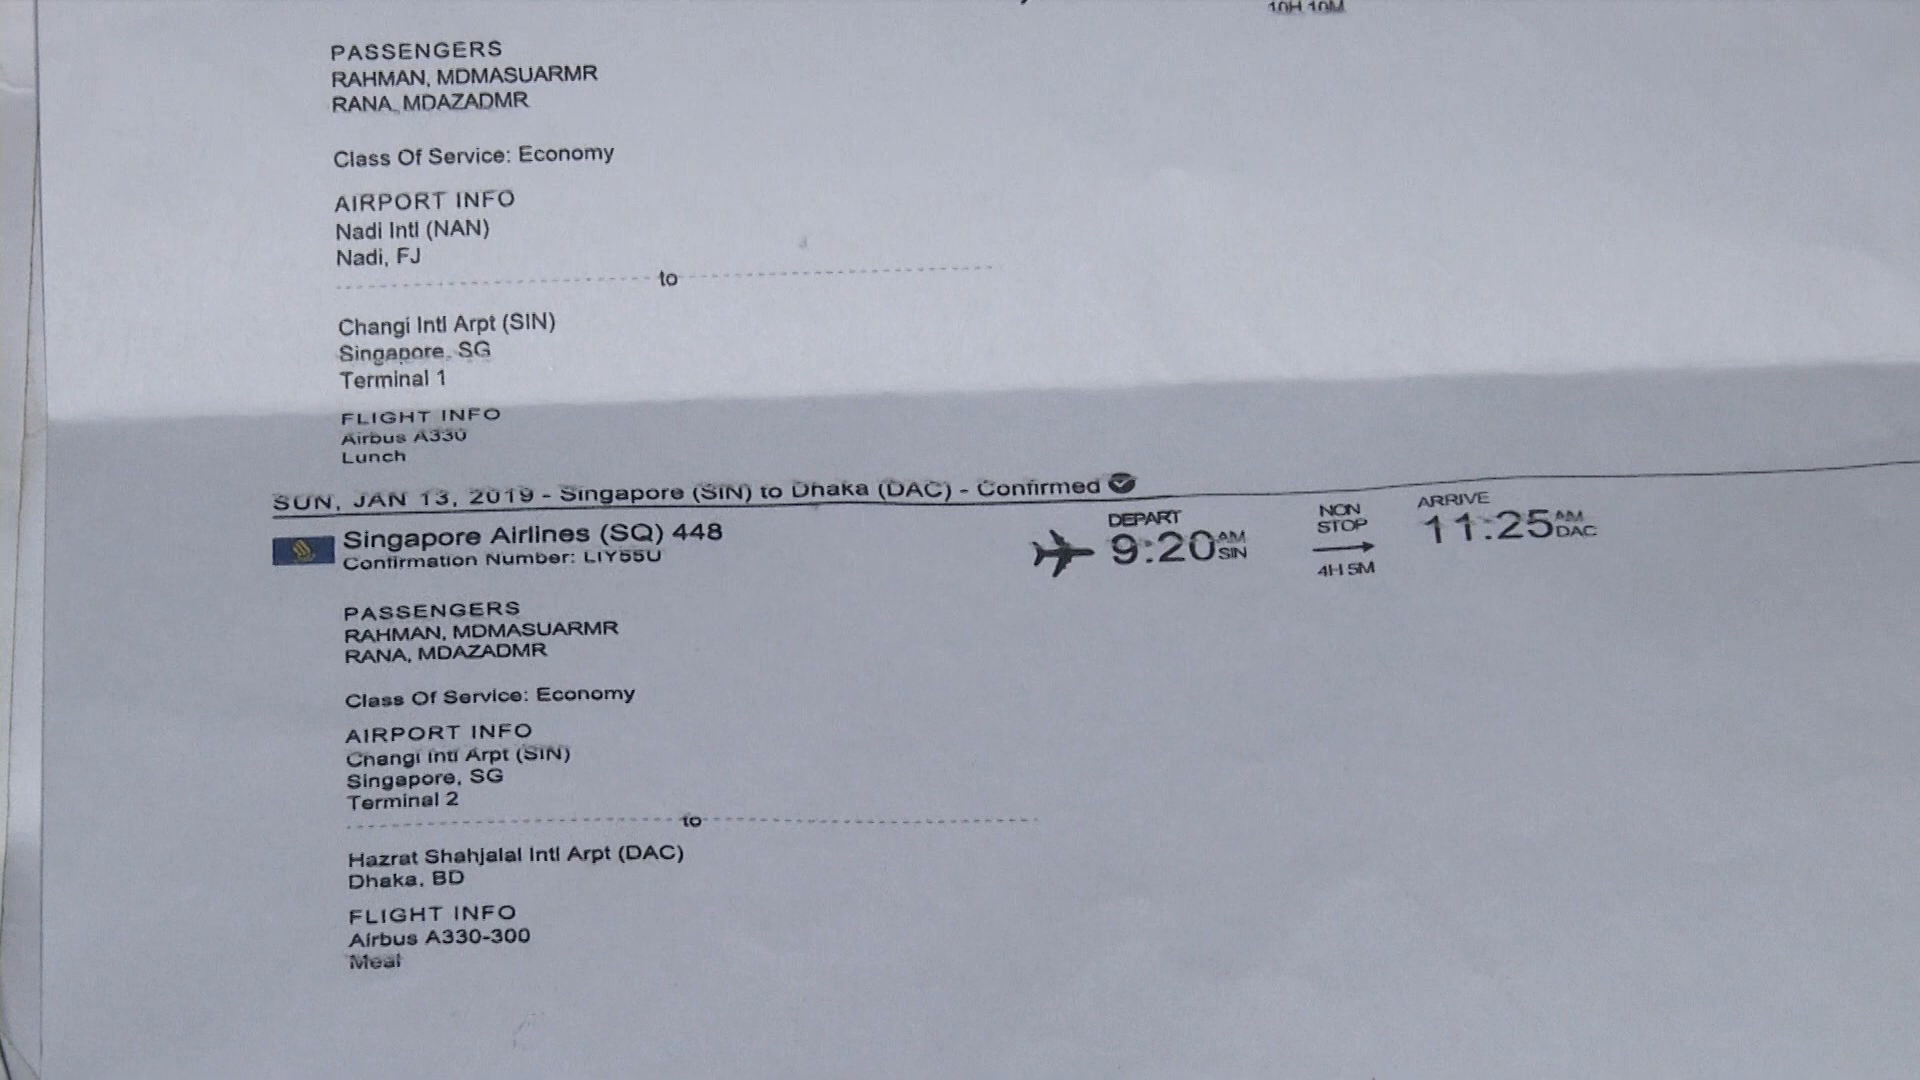 10H 10M
PASSENGERS
RAHMAN, MDMASUARMR
RANA, MDAZADMR
Class Of Service: Economy
AIRPORT INFO
Nadi Intl (NAN)
Nadi, FJ
to
Changi Intl Arpt (SIN)
Singapore, SG
Terminal 1
FLIGHT INFO
Airbus A330
Lunch
SUN, JAN 13, 2019 - Singapore (SIN) to Dhaka (DAC) - Confirmed
Singapore Airlines (SQ) 448
Confirmation Number: LIY55U
DEPART
9:20 AM SIN
NON STOP
4H 5M
ARRIVE
11:25 AM DAC
PASSENGERS
RAHMAN, MDMASUARMR
RANA, MDAZADMR
Class Of Service: Economy
AIRPORT INFO
Changi Intl Arpt (SIN)
Singapore, SG
Terminal 2
to
Hazrat Shahjalal Intl Arpt (DAC)
Dhaka, BD
FLIGHT INFO
Airbus A330-300
Meal